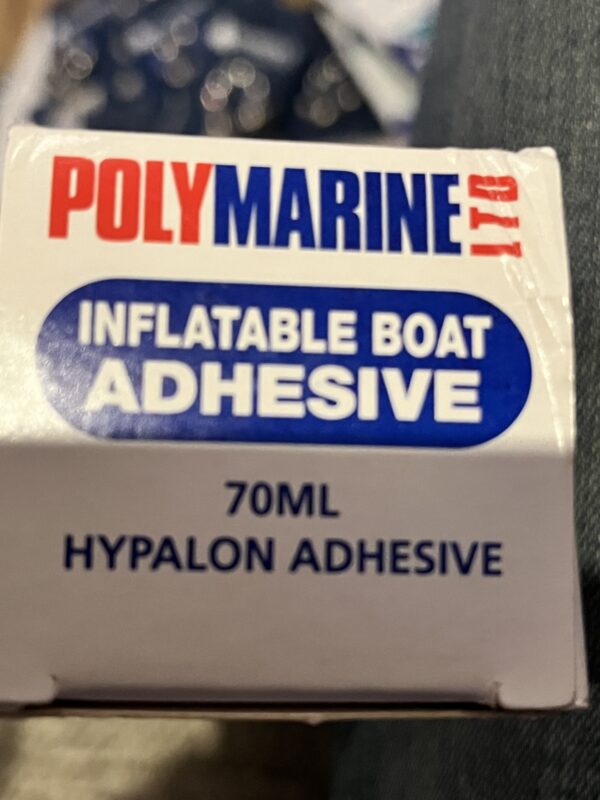 POLYMARINE LTD
INFLATABLE BOAT
ADHESIVE
70ML
HYPALON ADHESIVE